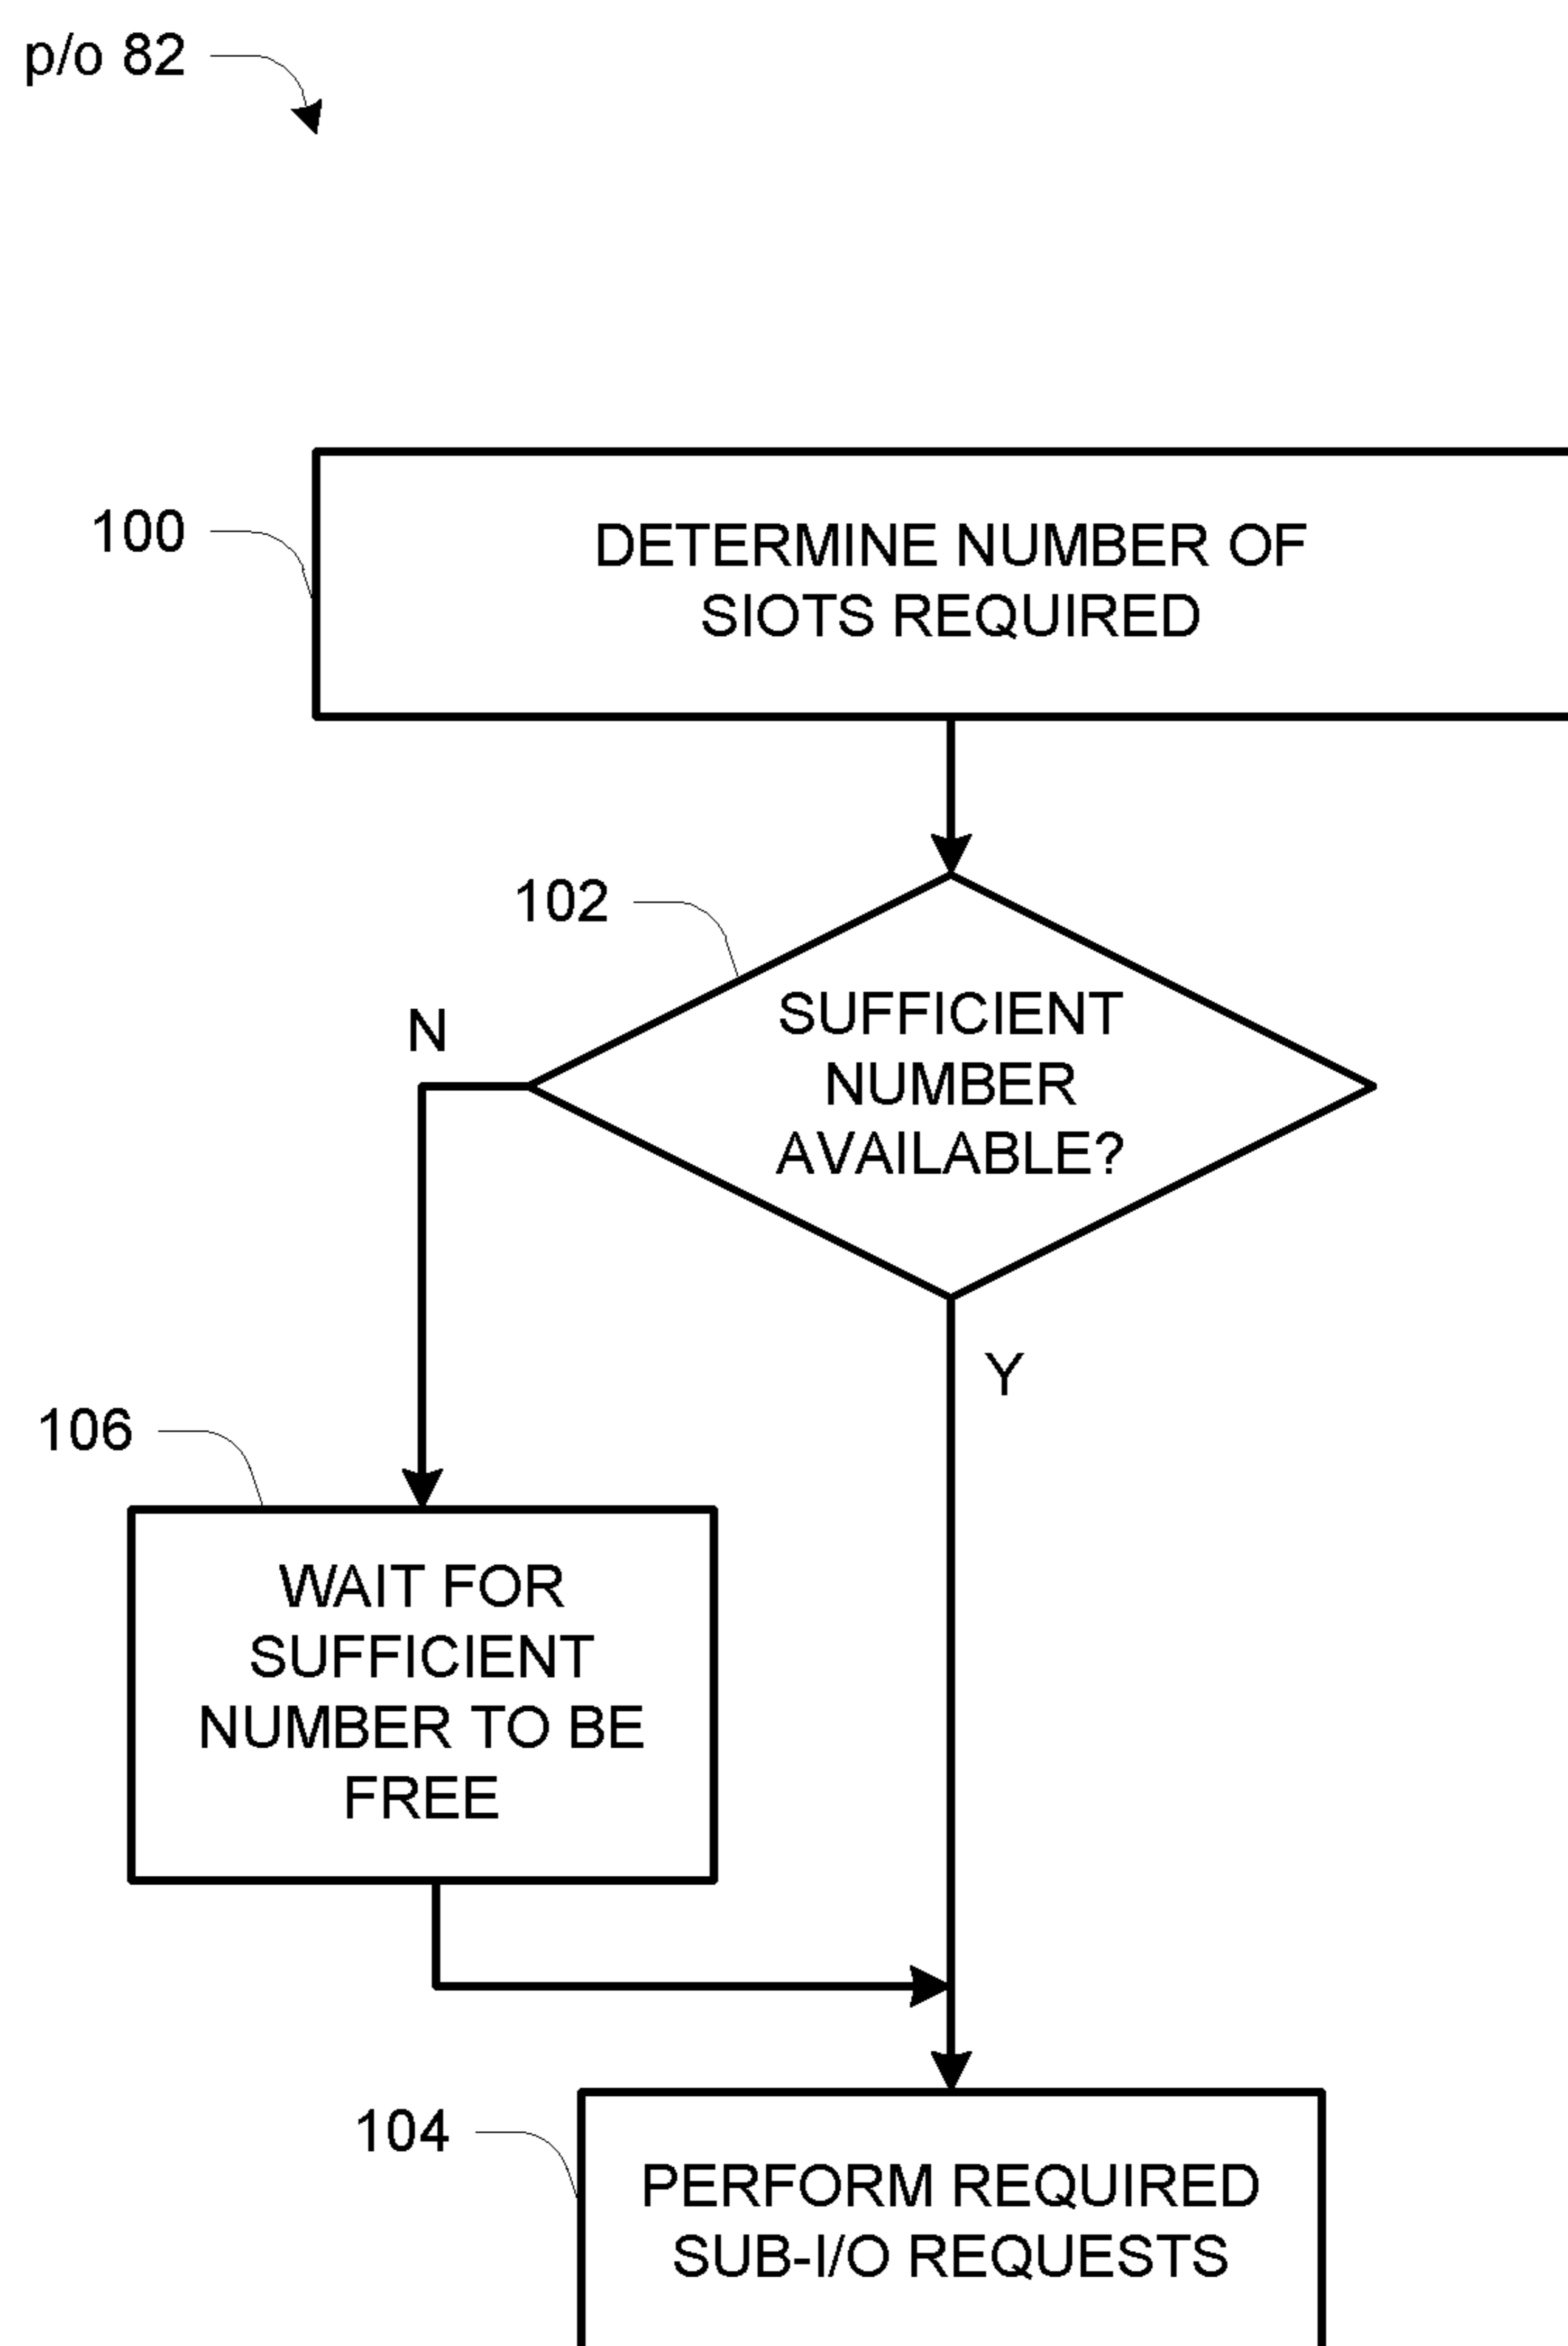 p/o 82
100
DETERMINE NUMBER OF
SIOTS REQUIRED
102
SUFFICIENT
NUMBER
AVAILABLE?
N
Y
106
WAIT FOR
SUFFICIENT
NUMBER TO BE
FREE
104
PERFORM REQUIRED
SUB-I/O REQUESTS